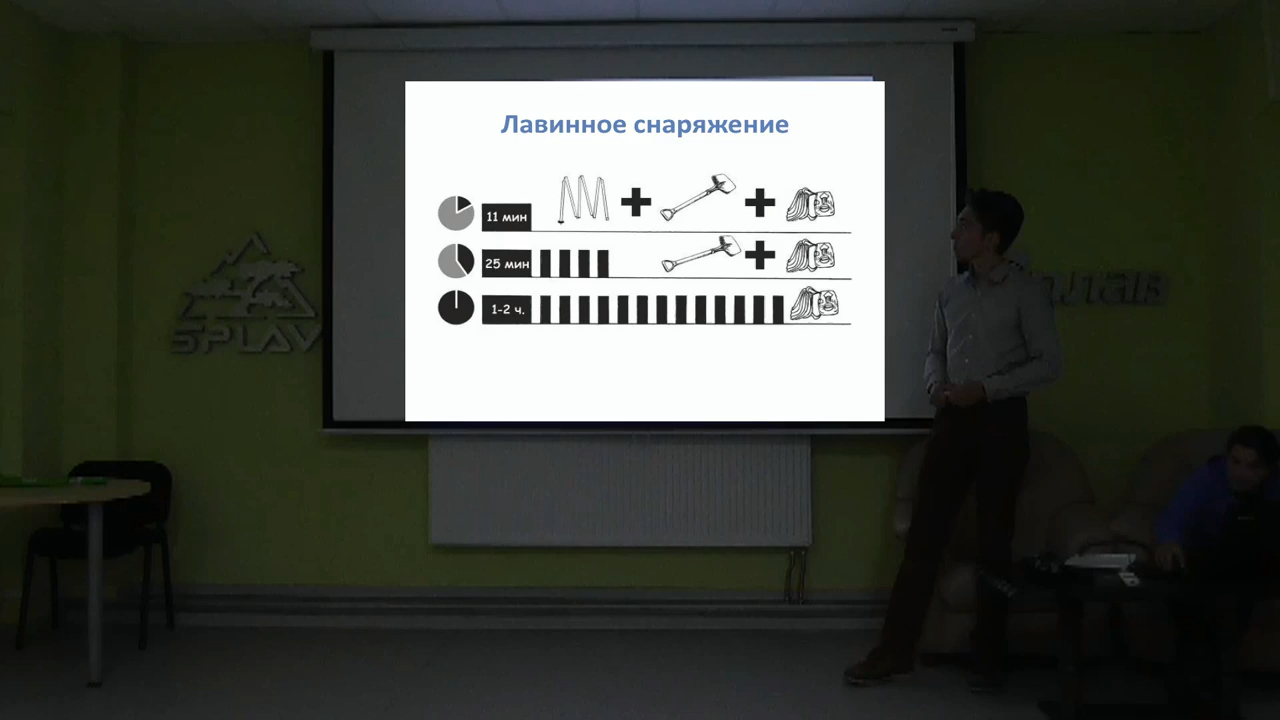 Лавинное снаряжение
11 мин
25 мин
1-2 ч.
SPLAV